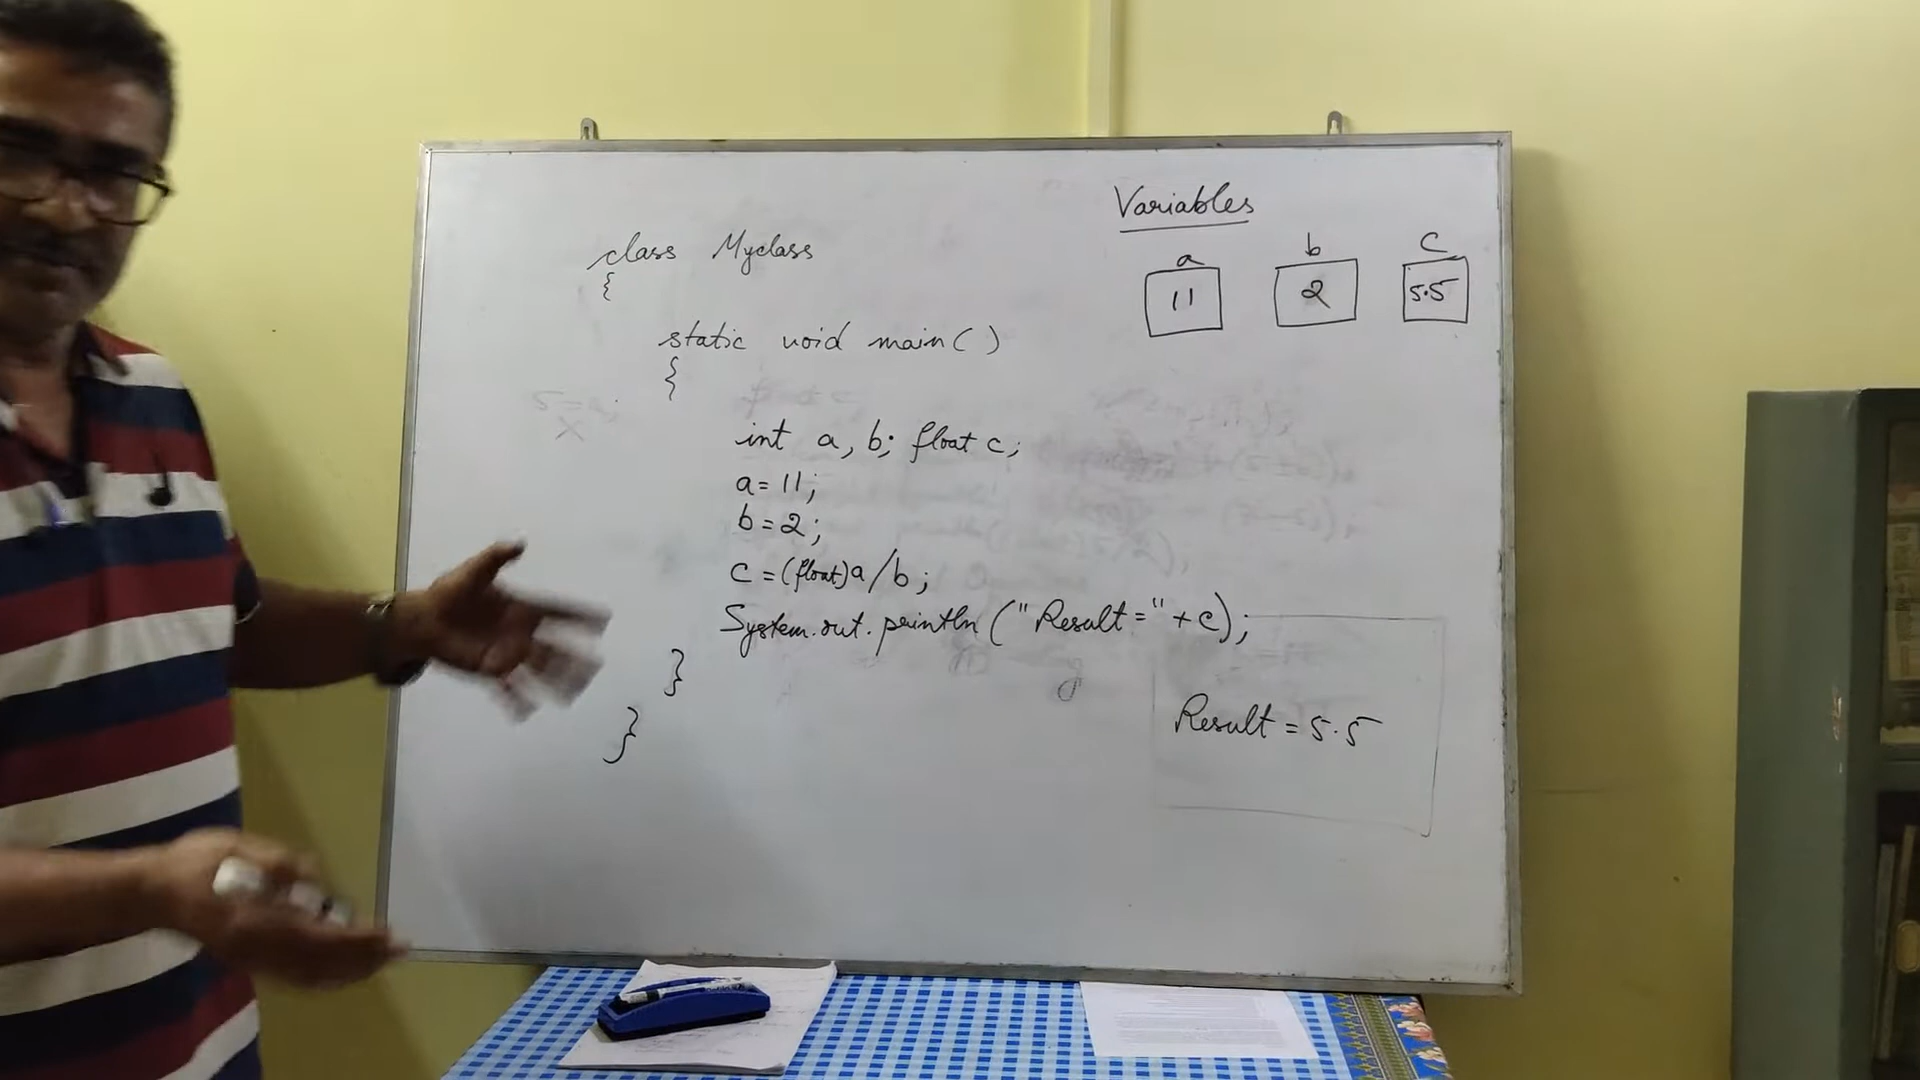 Variables
a b c
11 2 5.5
class Myclass
{
static void main( )
{
int a, b; float c;
a = 11;
b = 2;
c = (float)a/b;
System.out.println ("Result=" + c);
}
}
Result = 5.5